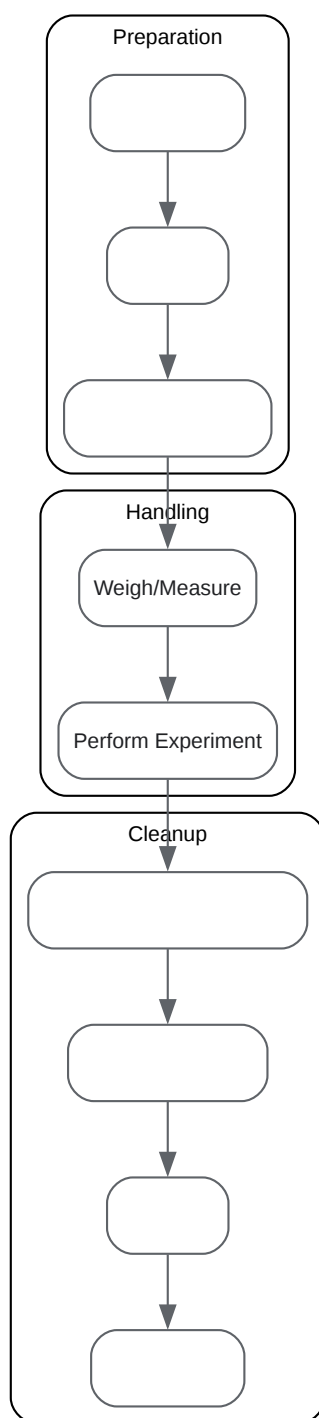 Preparation
Handling
Weigh/Measure
Perform Experiment
Cleanup